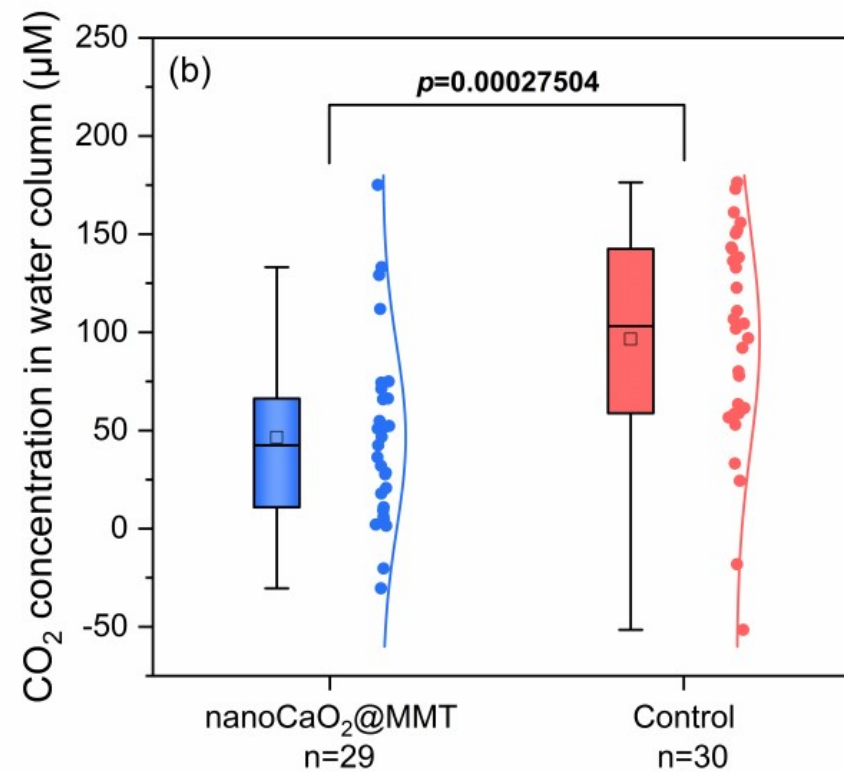 (b)
p=0.00027504
CO₂ concentration in water column (μM)
250
200
150
100
50
0
-50
nanoCaO₂@MMT
Control
n=29
n=30